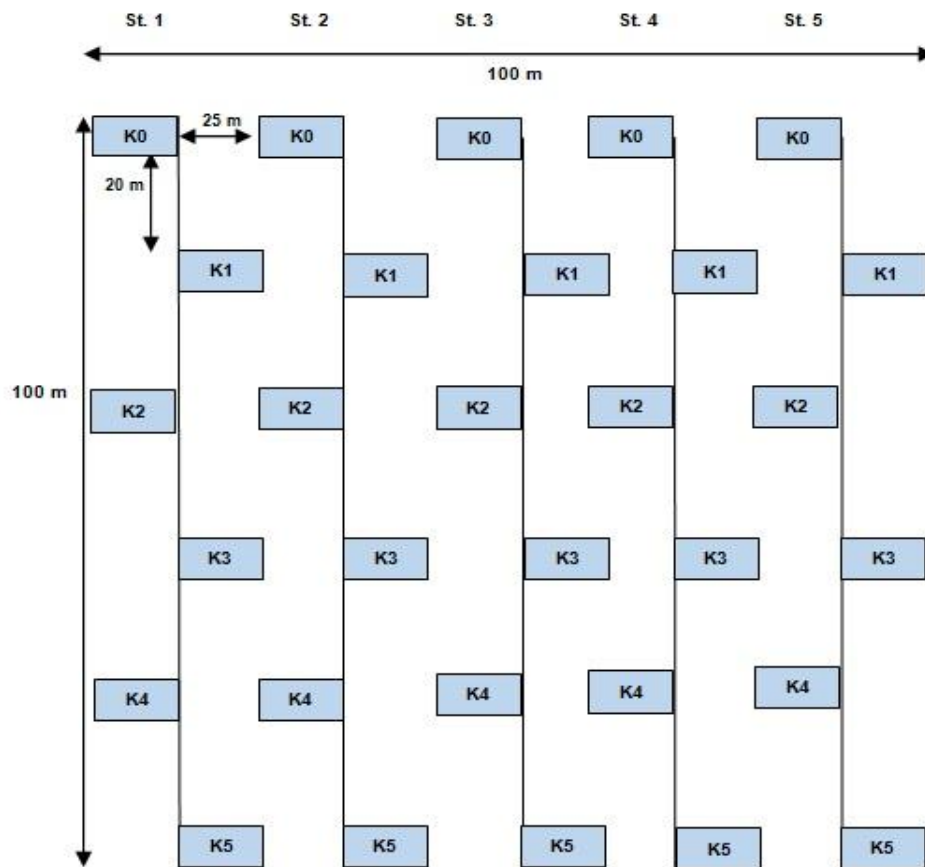 St. 1 St. 2 St. 3 St. 4 St. 5
100 m
K0 25 m K0 K0 K0 K0
20 m
K1 K1 K1 K1 K1
100 m K2 K2 K2 K2 K2
K3 K3 K3 K3 K3
K4 K4 K4 K4 K4
K5 K5 K5 K5 K5